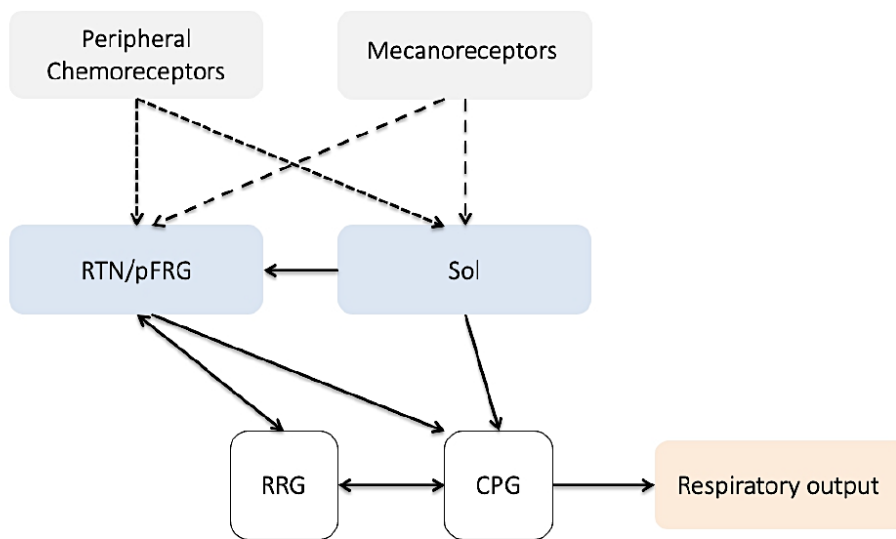 Peripheral
Chemoreceptors
Mecanoreceptors
RTN/pFRG
Sol
RRG
CPG
Respiratory output